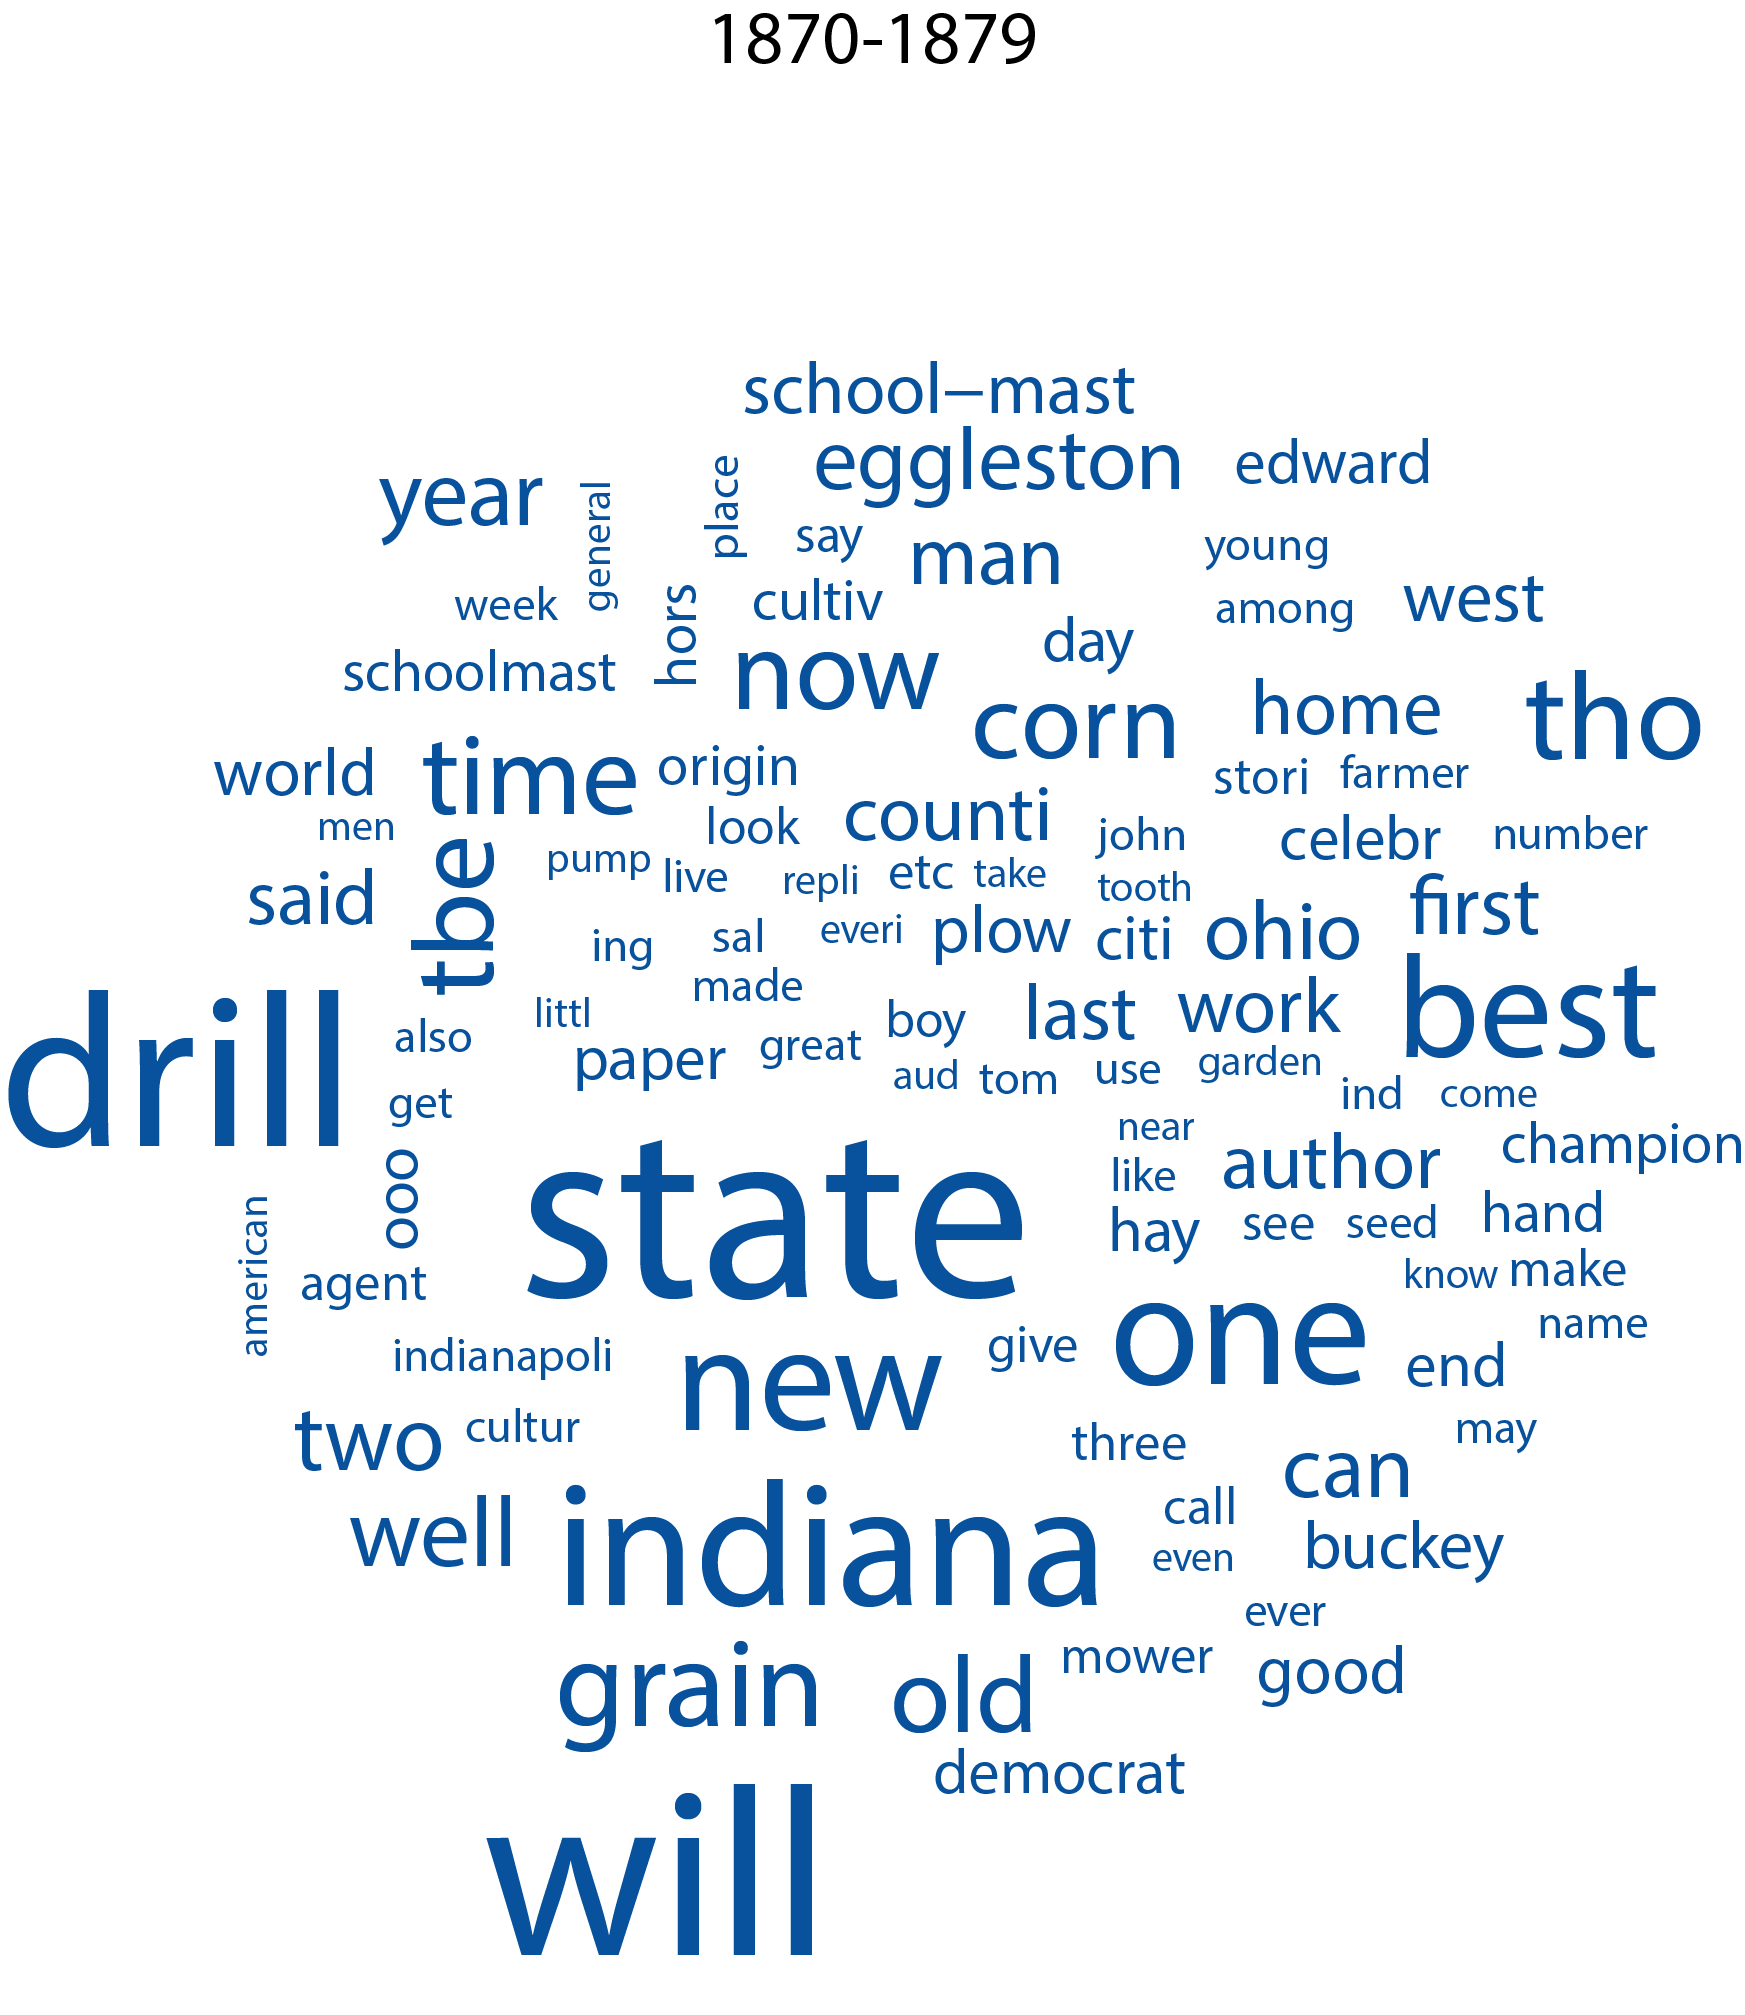 1870-1879
school−mast
eggleston
edward
year
general
place
say
man
young
week
hors
cultiv
among
west
day
schoolmast
now
corn
home
tho
world
time
origin
stori
farmer
men
look
counti
john
celebr
number
tbe
pump
live
repli
etc
take
tooth
said
ing
sal
everi
plow
citi
ohio
first
drill
made
best
littl
also
boy
last
work
paper
great
aud
tom
use
garden
get
ind
come
near
ooo
state
like
author
champion
american
hay
see
seed
hand
agent
know
make
indianapoli
new
give
one
end
name
two
cultur
three
can
may
well
indiana
call
buckey
even
ever
grain
old
mower
good
democrat
will